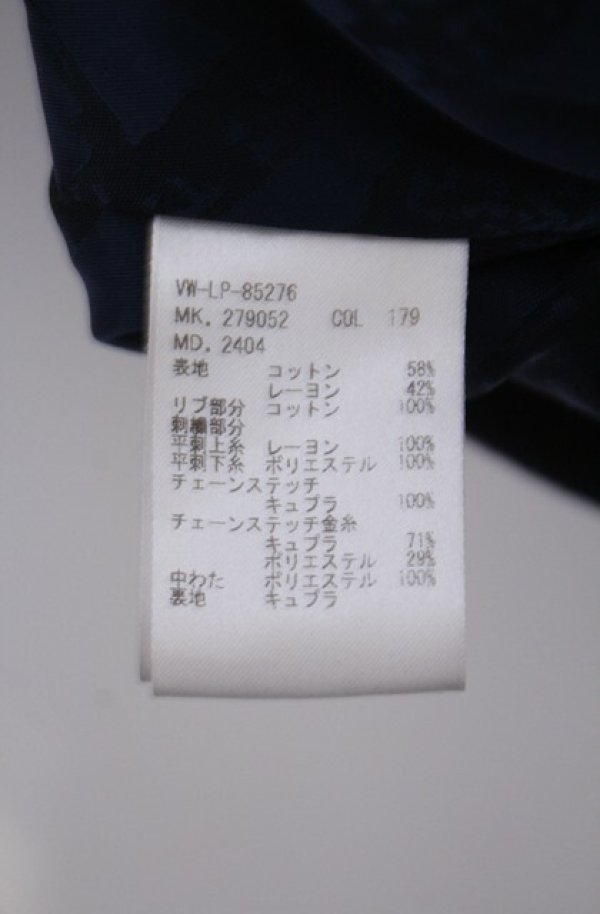 VW-LP-85276
MK. 279052 COL 179
MD. 2404
表地 コットン 58%
レーヨン 42%
リブ部分 コットン 100%
刺繍部分
平刺上糸 レーヨン 100%
平刺下糸 ポリエステル 100%
チェーンステッチ
キュプラ 100%
チェーンステッチ金糸
キュプラ 71%
ポリエステル 29%
中わた ポリエステル 100%
裏地 キュプラ